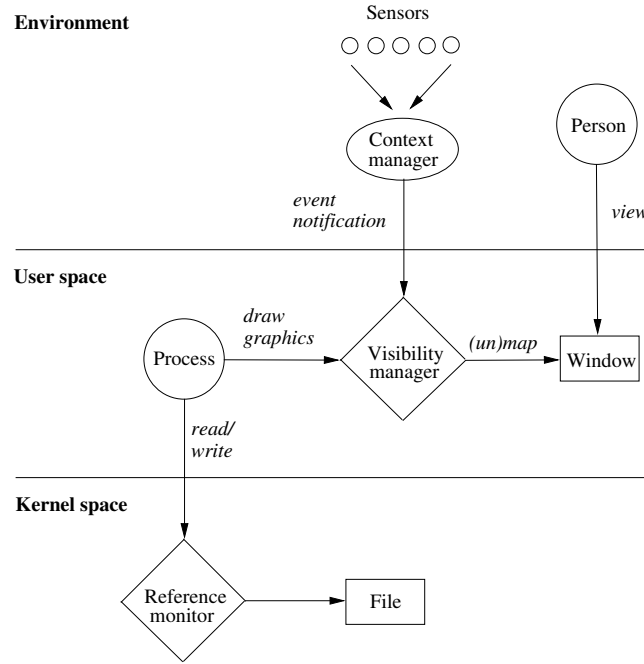 Sensors
Environment
Context
manager
Person
event
notification
view
User space
draw
graphics
Process
Visibility
manager
(un)map
Window
read/
write
Kernel space
Reference
monitor
File